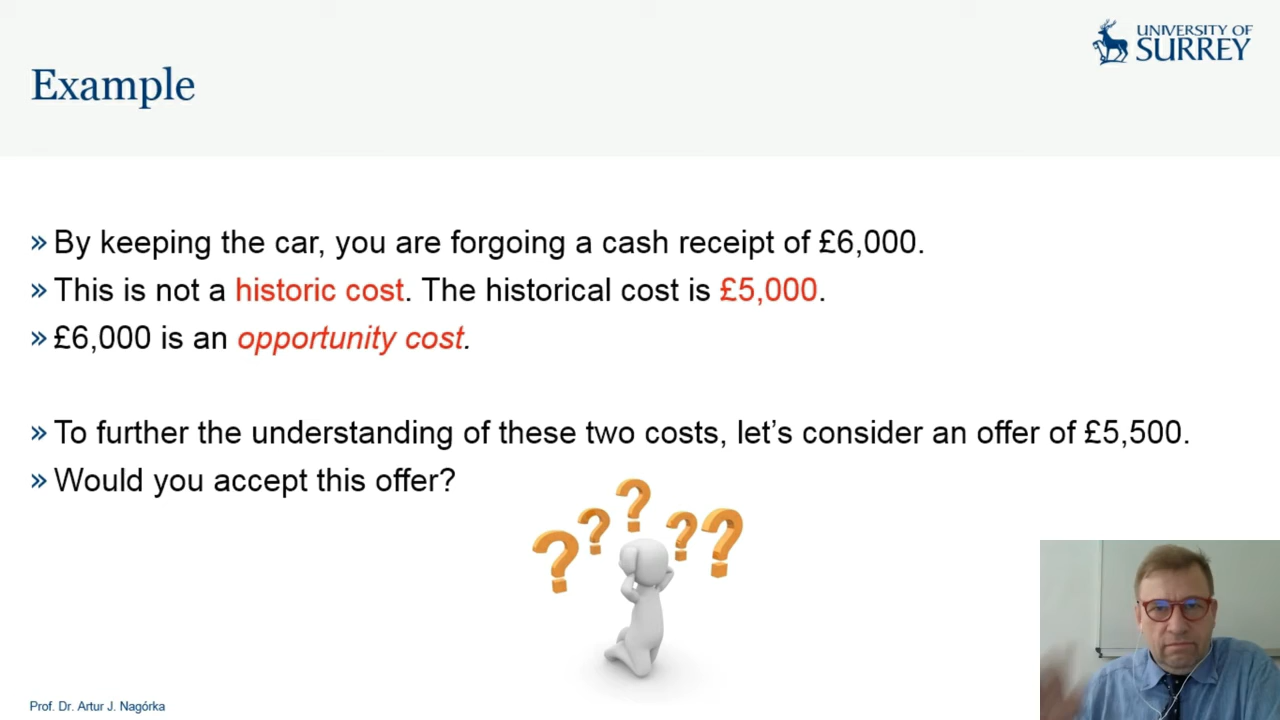 UNIVERSITY OF
SURREY
Example
» By keeping the car, you are forgoing a cash receipt of £6,000.
» This is not a historic cost. The historical cost is £5,000.
» £6,000 is an opportunity cost.
» To further the understanding of these two costs, let’s consider an offer of £5,500.
» Would you accept this offer?
? ? ? ? ?
Prof. Dr. Artur J. Nagórka